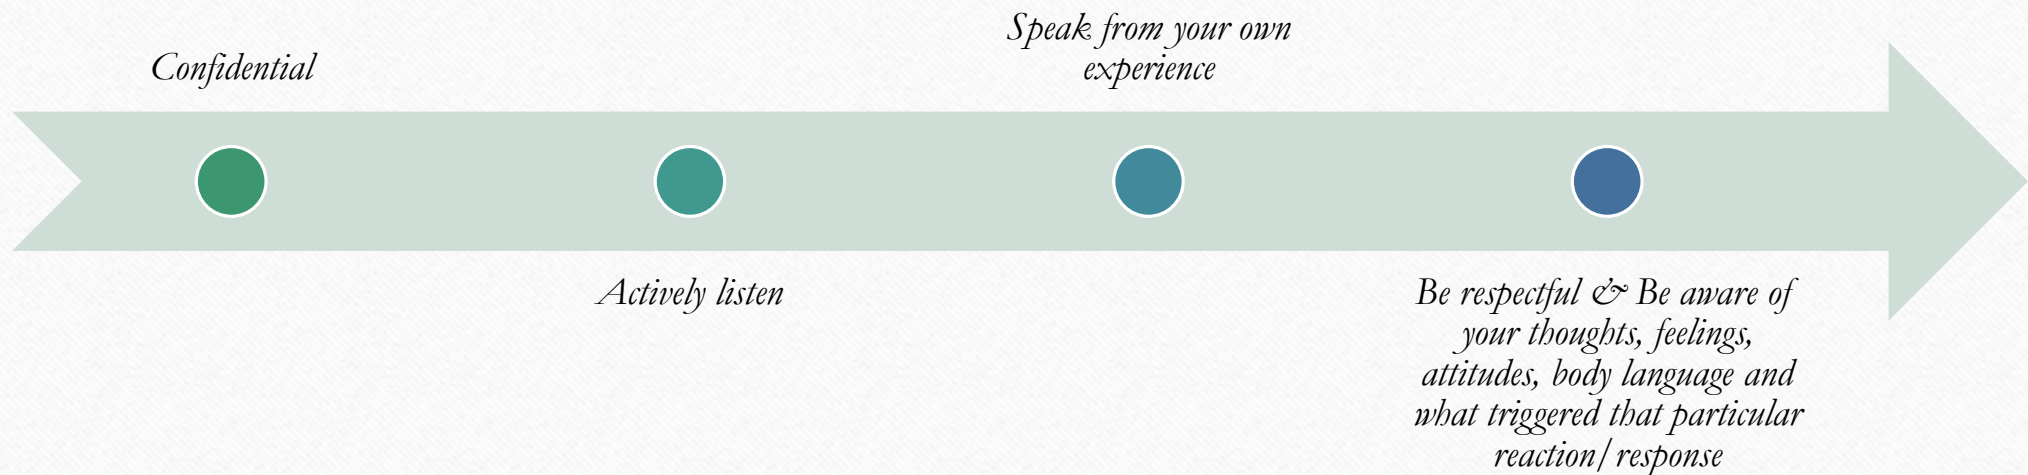 Confidential
Actively listen
Speak from your own
experience
Be respectful & Be aware of
your thoughts, feelings,
attitudes, body language and
what triggered that particular
reaction/response